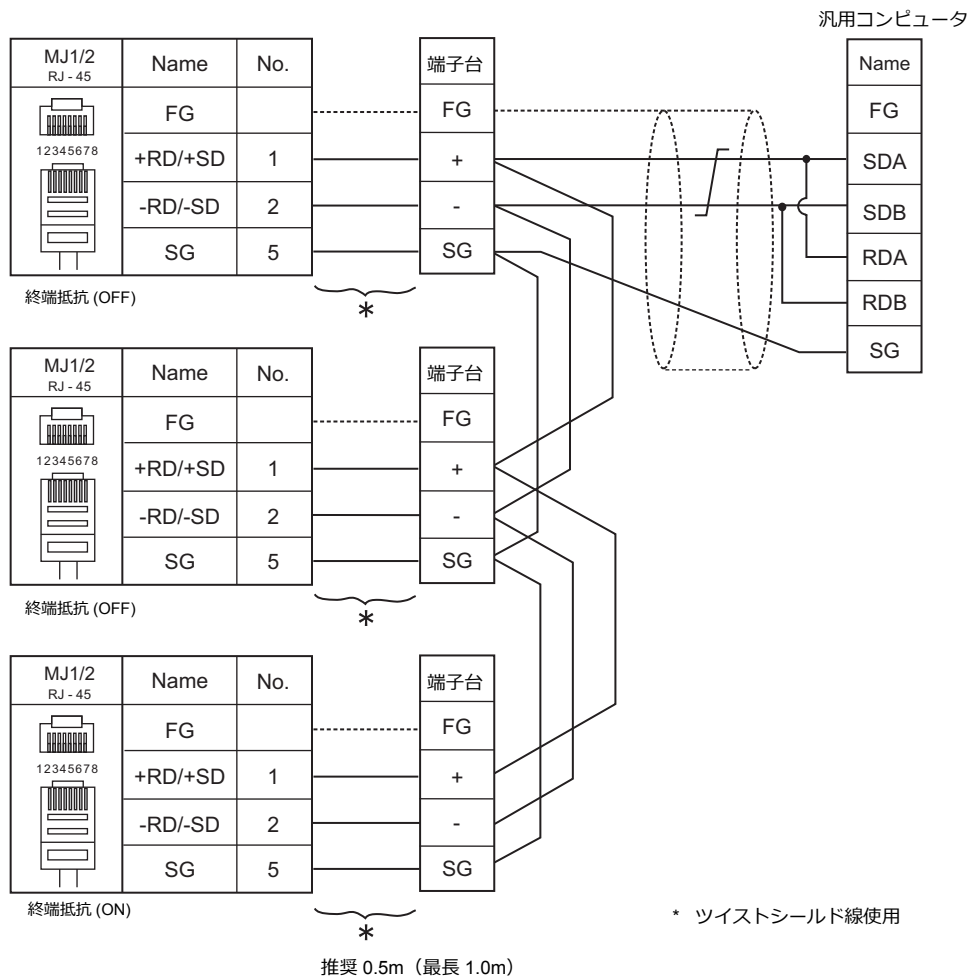 汎用コンピュータ
MJ1/2 Name No. 端子台 Name
RJ - 45
FG FG FG
12345678
+RD/+SD 1 + SDA
-RD/-SD 2 - SDB
SG 5 SG RDA
RDB
SG
終端抵抗 (OFF)
*
MJ1/2 Name No. 端子台
RJ - 45
FG FG
12345678
+RD/+SD 1 +
-RD/-SD 2 -
SG 5 SG
終端抵抗 (OFF)
*
MJ1/2 Name No. 端子台
RJ - 45
FG FG
12345678
+RD/+SD 1 +
-RD/-SD 2 -
SG 5 SG
終端抵抗 (ON)
*
* ツイストシールド線使用
推奨 0.5m（最長 1.0m）